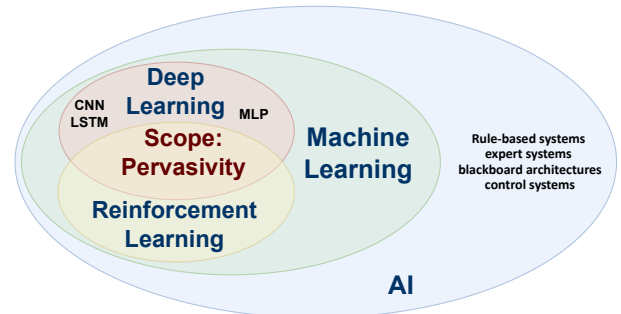 Deep
Learning
CNN
LSTM
MLP
Scope:
Pervasivity
Machine
Learning
Reinforcement
Learning
Rule-based systems
expert systems
blackboard architectures
control systems
AI